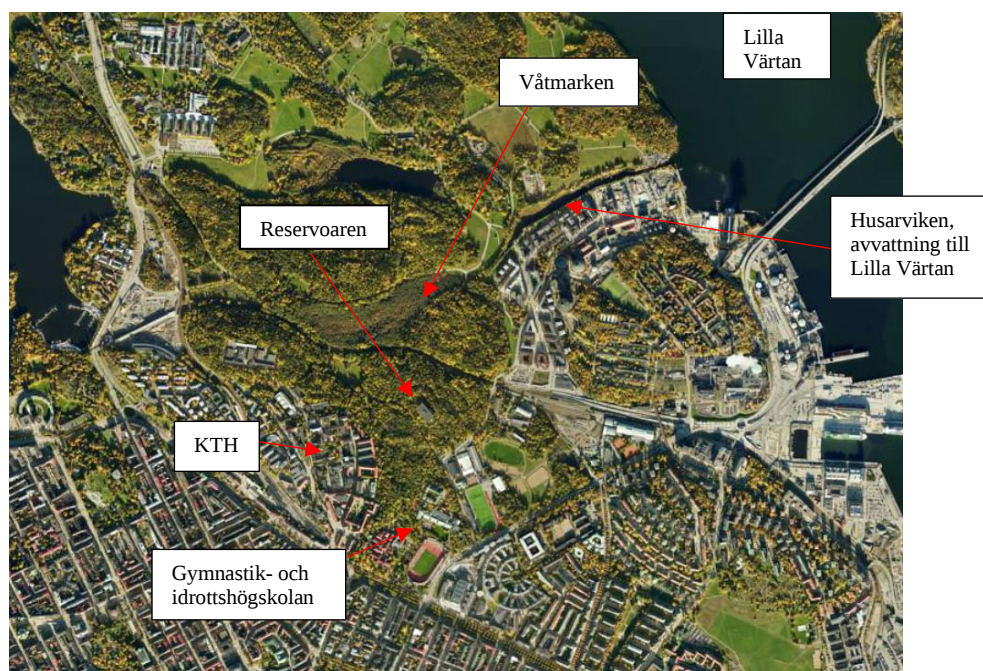 Lilla
Värtan
Våtmarken
Reservoaren
Husarviken,
avvattning till
Lilla Värtan
KTH
Gymnastik- och
idrottshögskolan